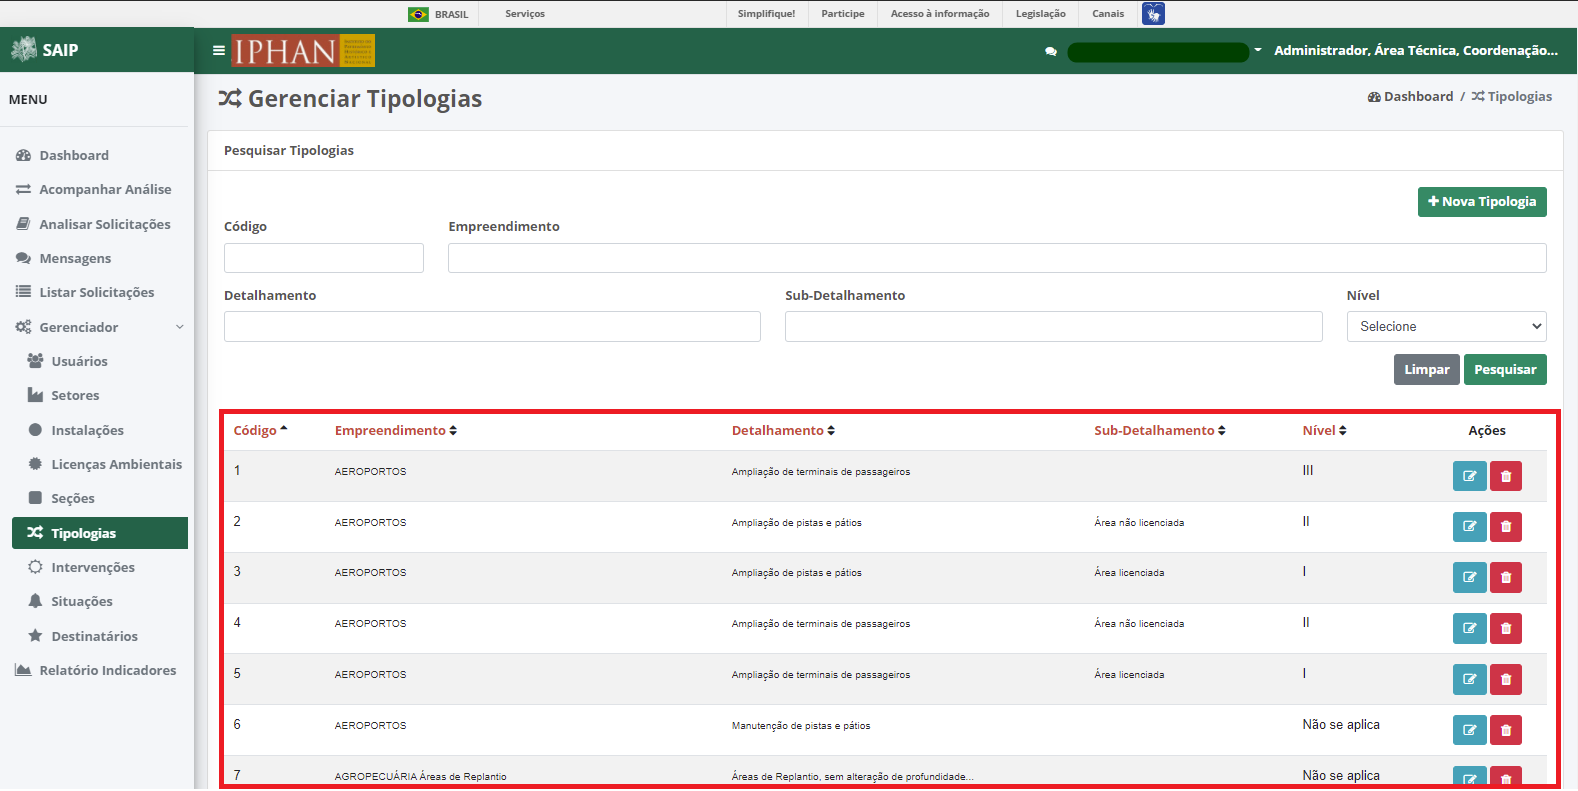 BRASIL Serviços Simplifique! Participe Acesso à informação Legislação Canais
SAIP IPHAN Administrador, Área Técnica, Coordenação...
MENU
Dashboard
Acompanhar Análise
Analisar Solicitações
Mensagens
Listar Solicitações
Gerenciador
Usuários
Setores
Instalações
Licenças Ambientais
Seções
Tipologias
Intervenções
Situações
Destinatários
Relatório Indicadores
Gerenciar Tipologias
Dashboard / Tipologias
Pesquisar Tipologias
+ Nova Tipologia
Código Empreendimento
Detalhamento Sub-Detalhamento Nível
Selecione
Limpar Pesquisar
Código Empreendimento Detalhamento Sub-Detalhamento Nível Ações
1 AEROPORTOS Ampliação de terminais de passageiros III
2 AEROPORTOS Ampliação de pistas e pátios Área não licenciada II
3 AEROPORTOS Ampliação de pistas e pátios Área licenciada I
4 AEROPORTOS Ampliação de terminais de passageiros Área não licenciada II
5 AEROPORTOS Ampliação de terminais de passageiros Área licenciada I
6 AEROPORTOS Manutenção de pistas e pátios Não se aplica
7 AGROPECUÁRIA Áreas de Replantio Áreas de Replantio, sem alteração de profundidade... Não se aplica